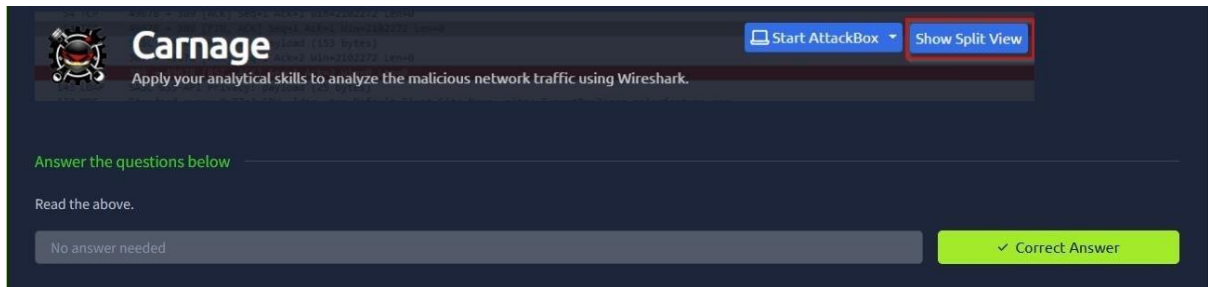 Carnage
Start AttackBox
Show Split View
Apply your analytical skills to analyze the malicious network traffic using Wireshark.
Answer the questions below
Read the above.
No answer needed
✓ Correct Answer